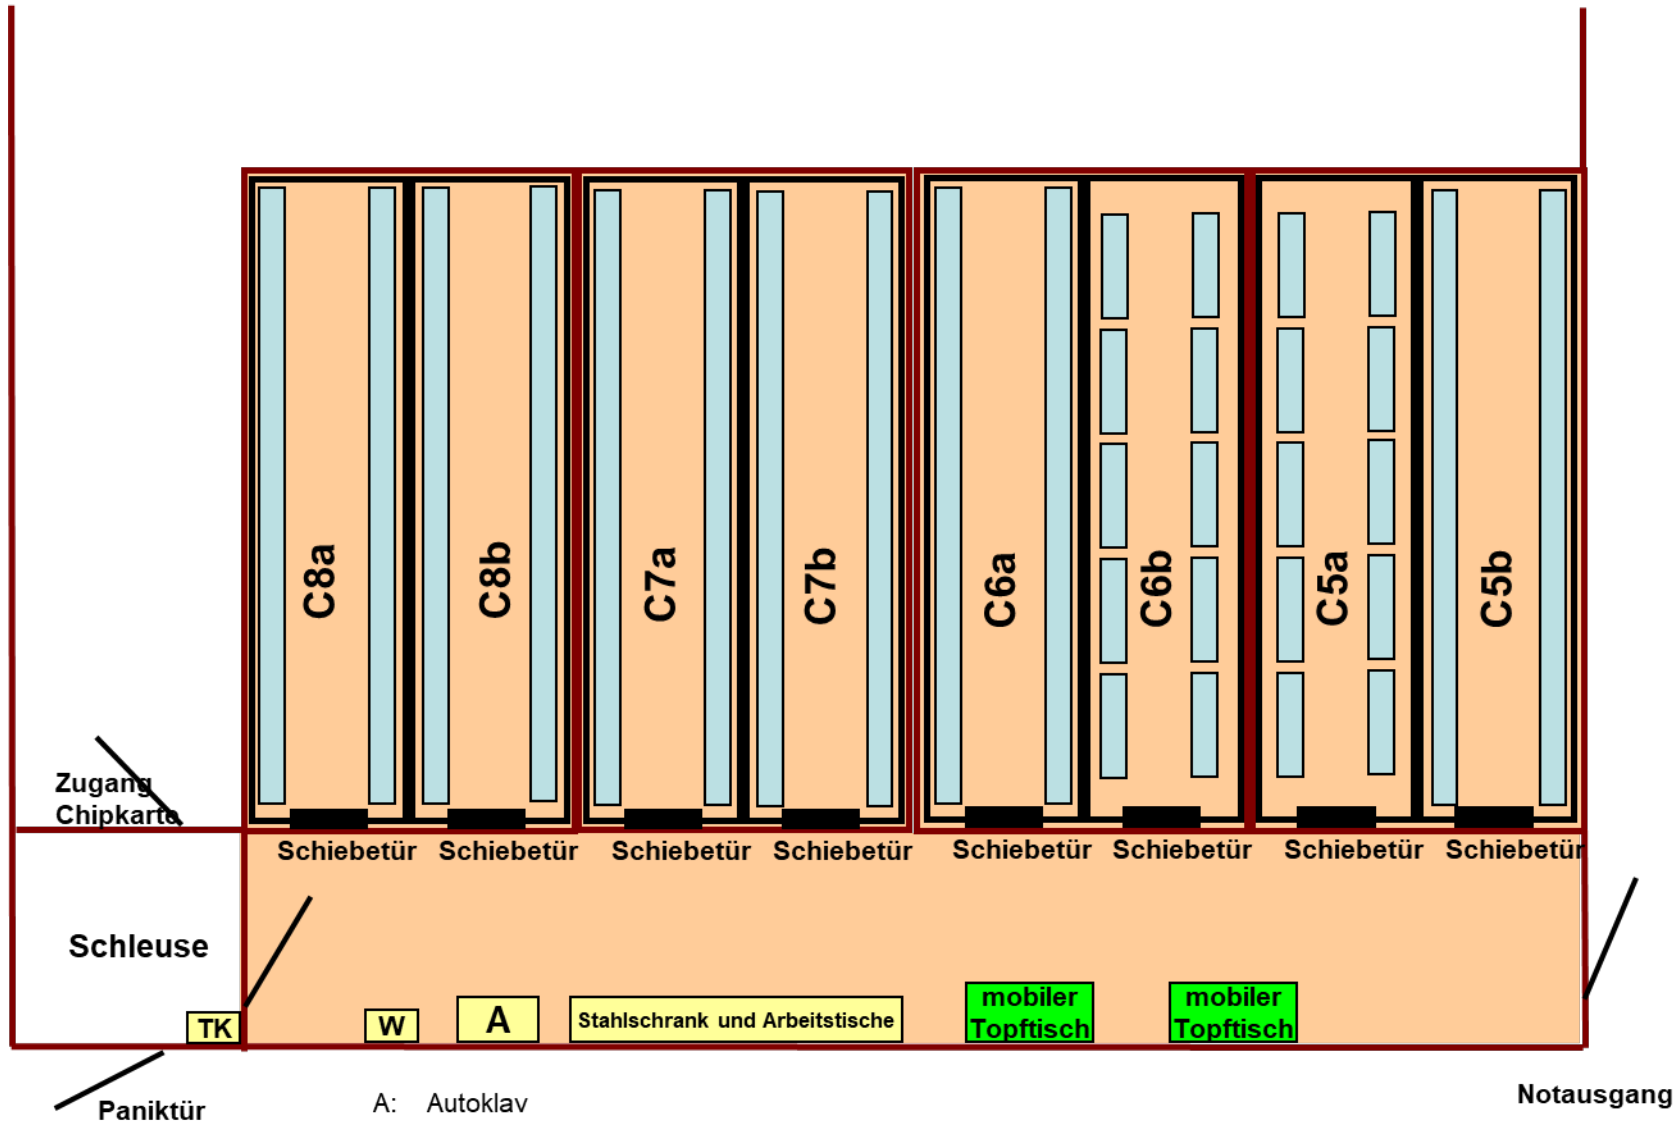 C8a
C8b
C7a
C7b
C6a
C6b
C5a
C5b
Zugang
Chipkarte
Schiebetür
Schiebetür
Schiebetür
Schiebetür
Schiebetür
Schiebetür
Schiebetür
Schiebetür
Schleuse
TK
W
A
Stahlschrank und Arbeitstische
mobiler
Topftisch
mobiler
Topftisch
Paniktür
A: Autoklav
Notausgang